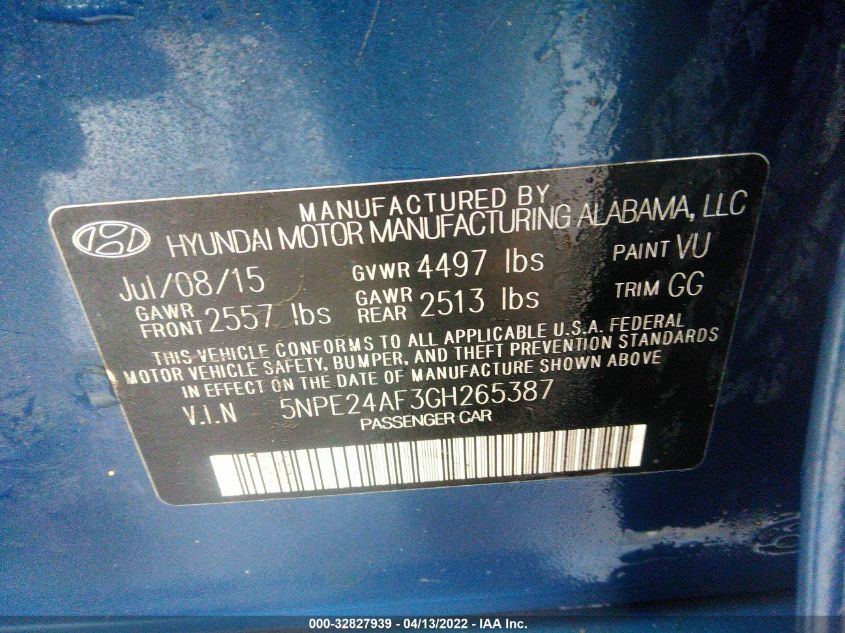 MANUFACTURED BY
HYUNDAI MOTOR MANUFACTURING ALABAMA, LLC
Jul/08/15 GVWR 4497 lbs PAINT VU
GAWR FRONT 2557 lbs GAWR REAR 2513 lbs TRIM GG
THIS VEHICLE CONFORMS TO ALL APPLICABLE U.S.A. FEDERAL
MOTOR VEHICLE SAFETY, BUMPER, AND THEFT PREVENTION STANDARDS
IN EFFECT ON THE DATE OF MANUFACTURE SHOWN ABOVE
V.I.N 5NPE24AF3GH265387
PASSENGER CAR
000-32827939 - 04/13/2022 - IAA Inc.